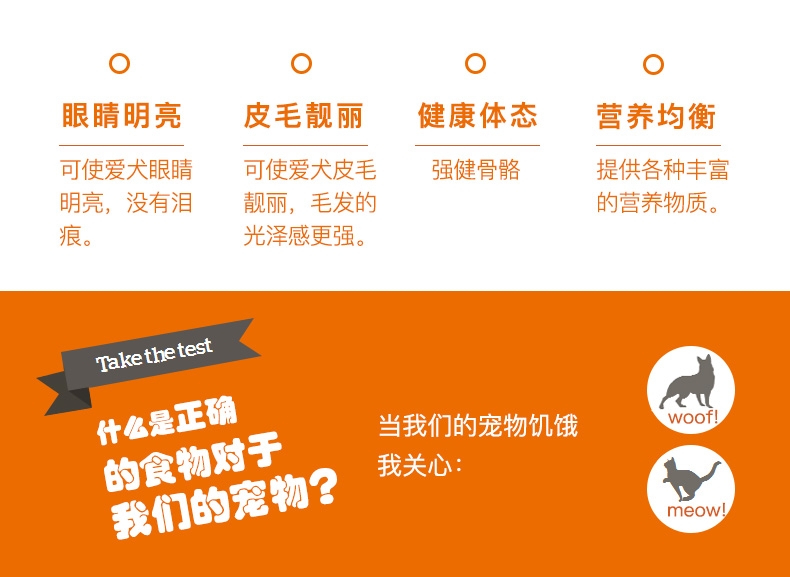 眼睛明亮
可使爱犬眼睛
明亮，没有泪
痕。
皮毛靓丽
可使爱犬皮毛
靓丽，毛发的
光泽感更强。
健康体态
强健骨骼
营养均衡
提供各种丰富
的营养物质。
Take the test
什么是正确
的食物对于
我们的宠物?
当我们的宠物饥饿
我关心：
woof!
meow!